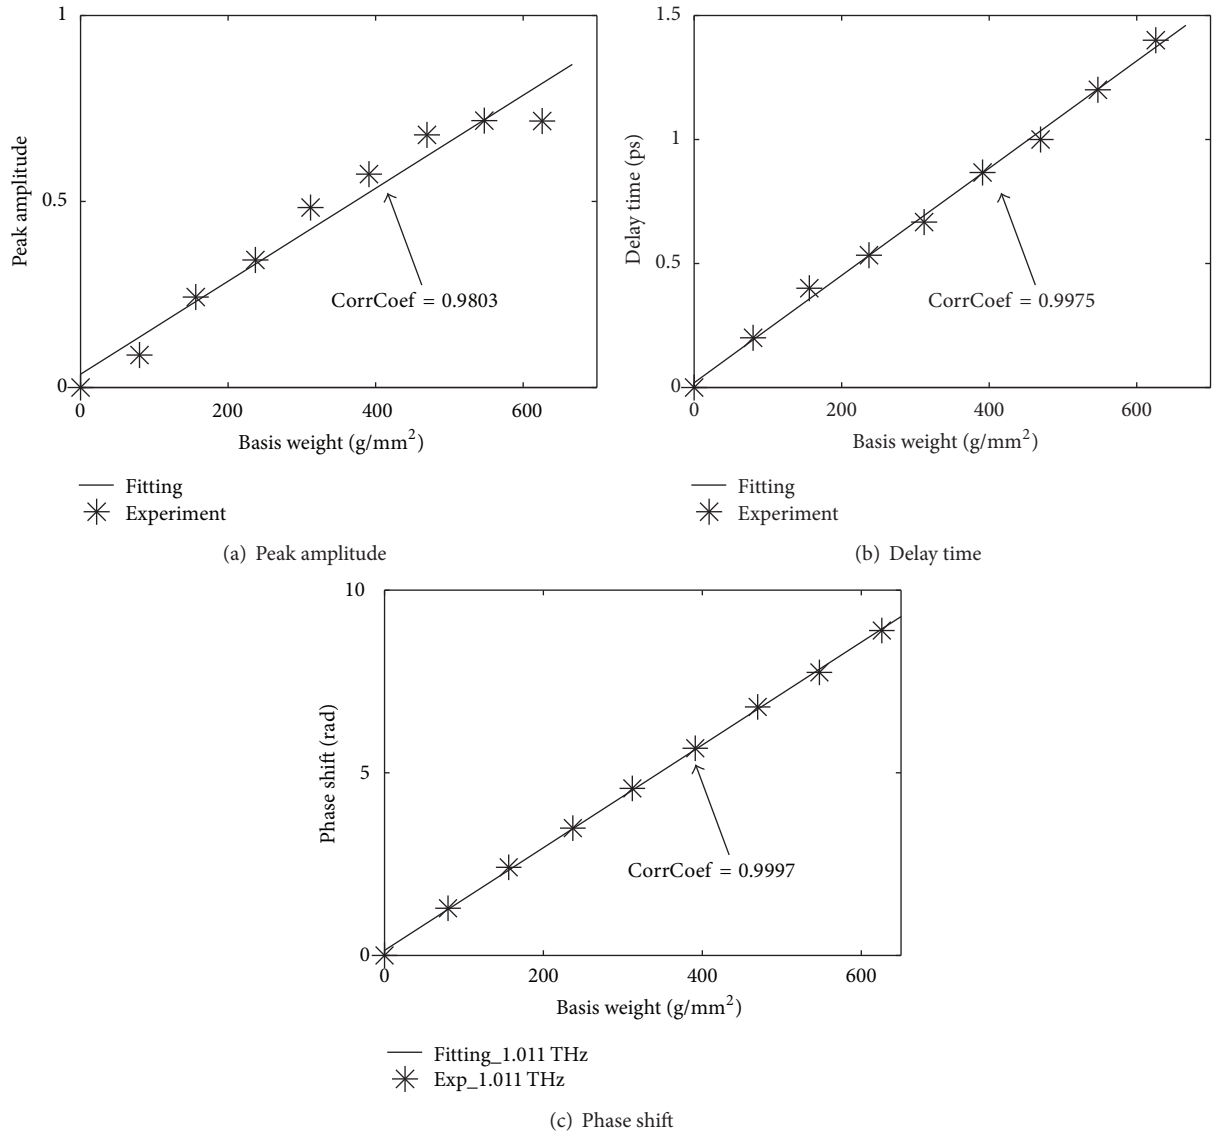 1
0.5
0
Peak amplitude
0 200 400 600
Basis weight (g/mm²)
CorrCoef = 0.9803
Fitting
Experiment
(a) Peak amplitude
1.5
1
0.5
0
Delay time (ps)
0 200 400 600
Basis weight (g/mm²)
CorrCoef = 0.9975
Fitting
Experiment
(b) Delay time
10
5
0
Phase shift (rad)
0 200 400 600
Basis weight (g/mm²)
CorrCoef = 0.9997
Fitting_1.011 THz
Exp_1.011 THz
(c) Phase shift